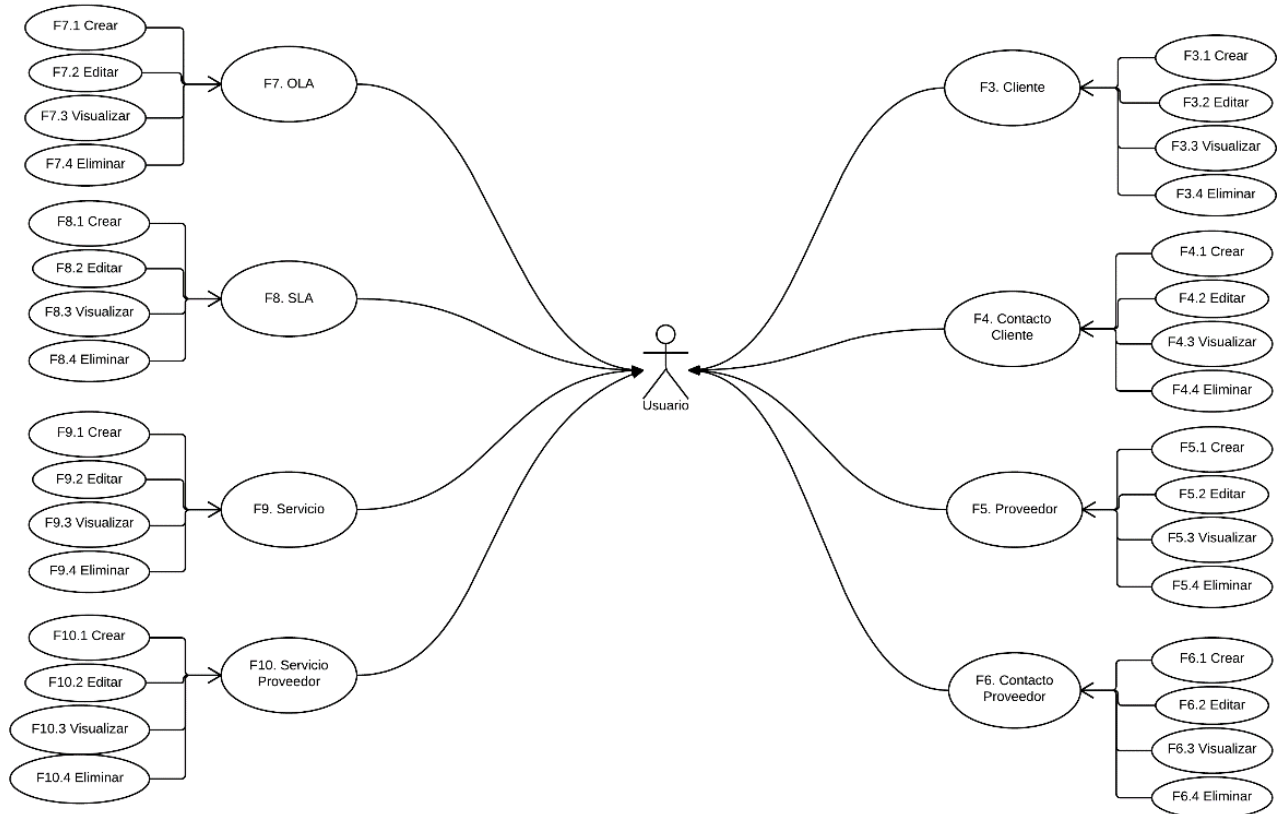 F7.1 Crear
F7.2 Editar
F7.3 Visualizar
F7.4 Eliminar
F7. OLA
F8.1 Crear
F8.2 Editar
F8.3 Visualizar
F8.4 Eliminar
F8. SLA
F9.1 Crear
F9.2 Editar
F9.3 Visualizar
F9.4 Eliminar
F9. Servicio
F10.1 Crear
F10.2 Editar
F10.3 Visualizar
F10.4 Eliminar
F10. Servicio
Proveedor
Usuario
F3. Cliente
F3.1 Crear
F3.2 Editar
F3.3 Visualizar
F3.4 Eliminar
F4. Contacto
Cliente
F4.1 Crear
F4.2 Editar
F4.3 Visualizar
F4.4 Eliminar
F5. Proveedor
F5.1 Crear
F5.2 Editar
F5.3 Visualizar
F5.4 Eliminar
F6. Contacto
Proveedor
F6.1 Crear
F6.2 Editar
F6.3 Visualizar
F6.4 Eliminar